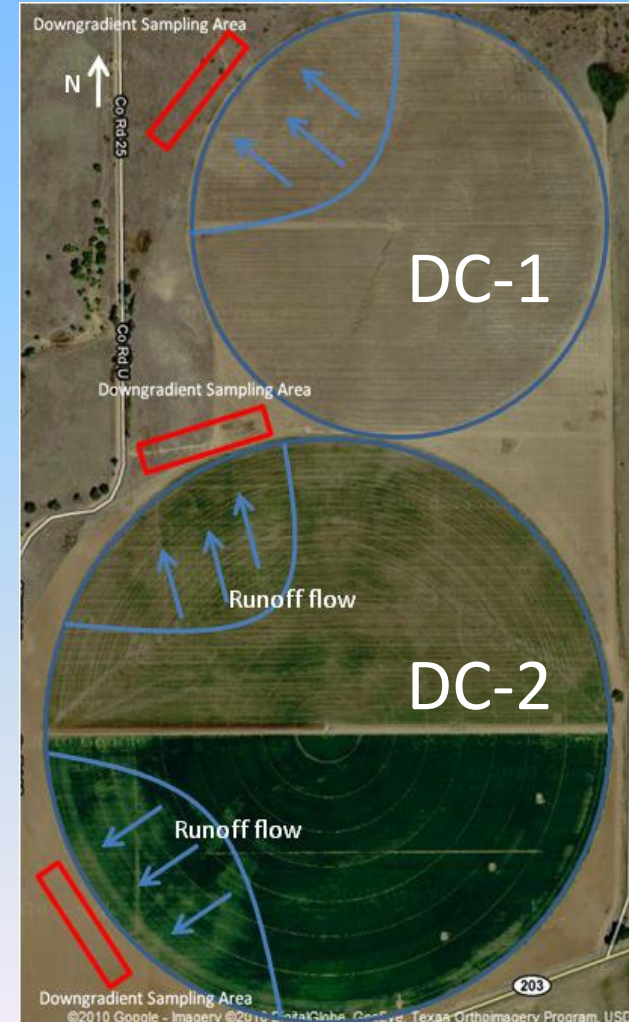 Downgradient Sampling Area
N
Co Rd 25
DC-1
Co Rd U
Downgradient Sampling Area
Runoff flow
DC-2
Runoff flow
203
Downgradient Sampling Area
©2010 Google - Imagery ©2010 DigitalGlobe, GeoEye, Texas Orthoimagery Program, USD